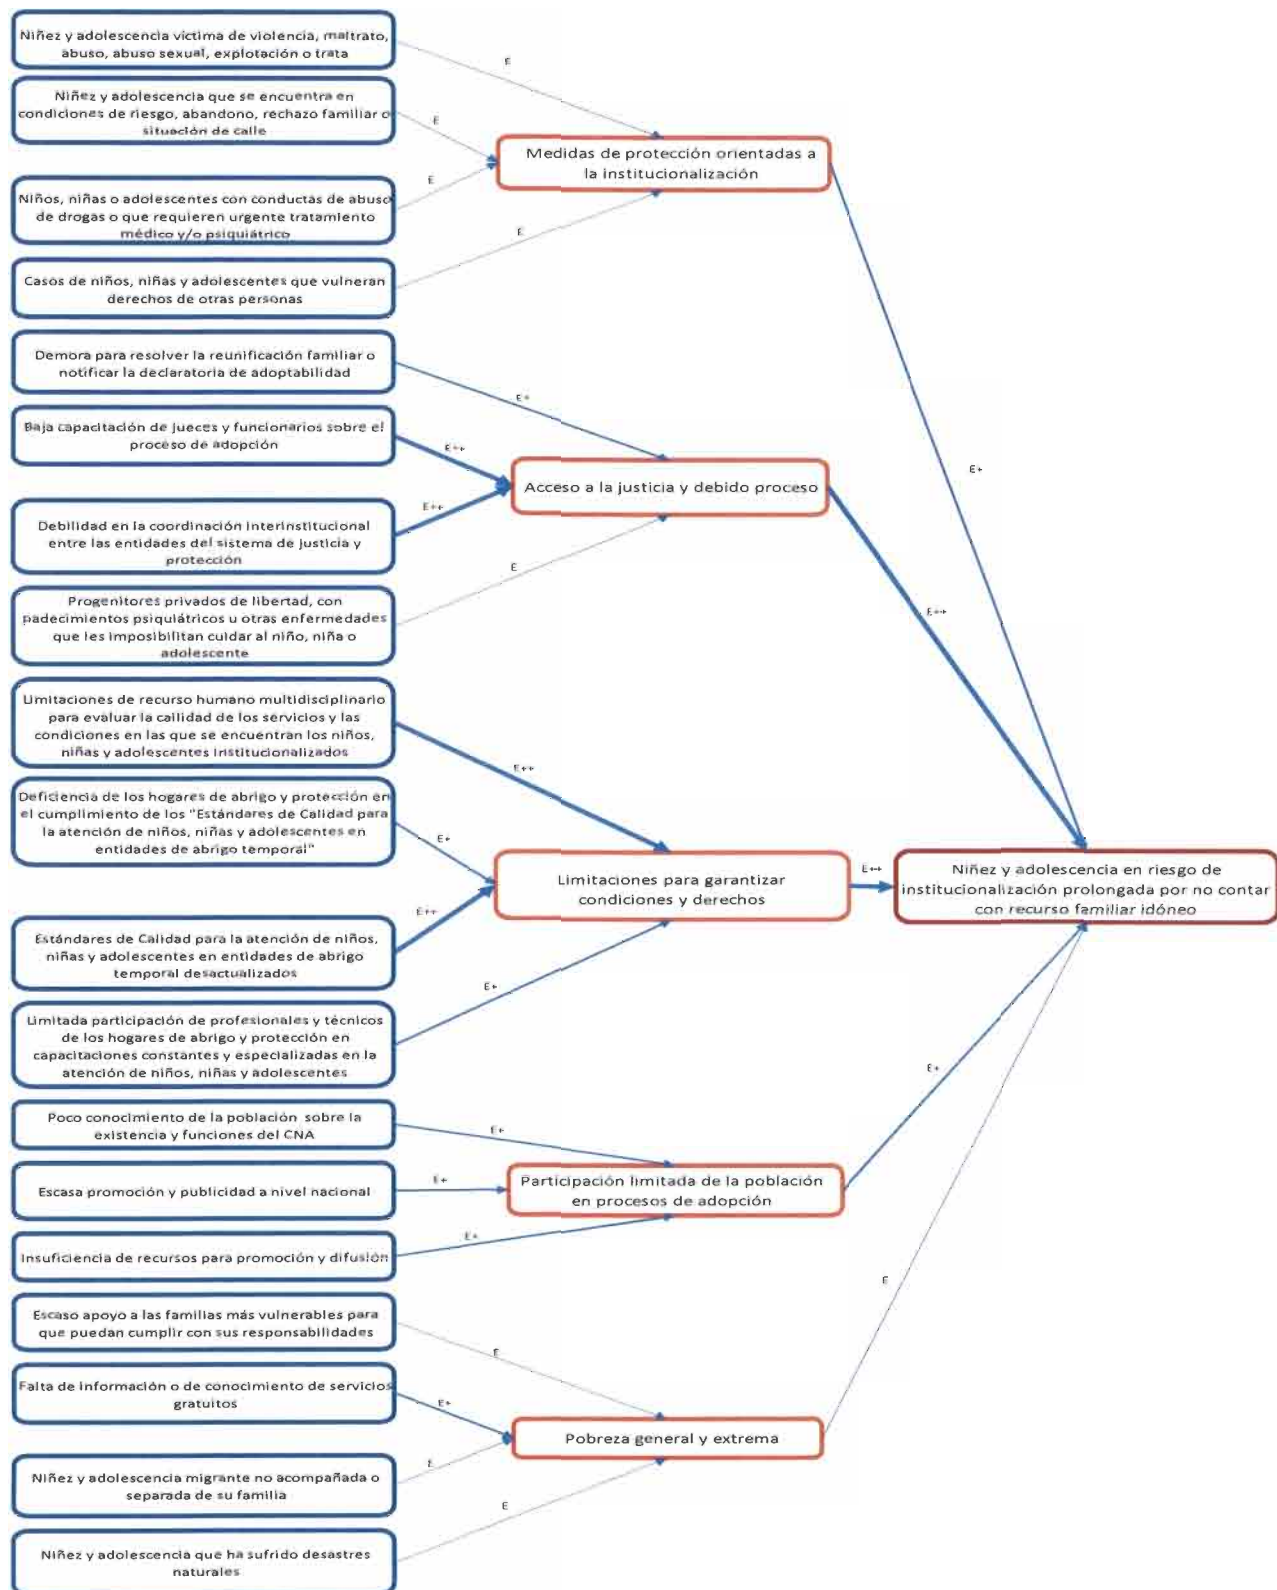 Niñez y adolescencia víctima de violencia, maltrato,
abuso, abuso sexual, explotación o trata
E
Niñez y adolescencia que se encuentra en
condiciones de riesgo, abandono, rechazo familiar o
situación de calle
E
Niños, niñas o adolescentes con conductas de abuso
de drogas o que requieren urgente tratamiento
médico y/o psiquiátrico
E
Casos de niños, niñas y adolescentes que vulneran
derechos de otras personas
E
Medidas de protección orientadas a
la institucionalización
E+
Demora para resolver la reunificación familiar o
notificar la declaratoria de adoptabilidad
E+
Baja capacitación de jueces y funcionarios sobre el
proceso de adopción
E++
Debilidad en la coordinación interinstitucional
entre las entidades del sistema de justicia y
protección
E++
Progenitores privados de libertad, con
padecimientos psiquiátricos u otras enfermedades
que les imposibilitan cuidar al niño, niña o
adolescente
E
Acceso a la justicia y debido proceso
E++
Limitaciones de recurso humano multidisciplinario
para evaluar la calilidad de los servicios y las
condiciones en las que se encuentran los niños,
niñas y adolescentes institucionalizados
E++
Deficiencia de los hogares de abrigo y protección en
el cumplimiento de los "Estándares de Calidad para
la atención de niños, niñas y adolescentes en
entidades de abrigo temporal"
E+
Estándares de Calidad para la atención de niños,
niñas y adolescentes en entidades de abrigo
temporal desactualizados
E++
Limitada participación de profesionales y técnicos
de los hogares de abrigo y protección en
capacitaciones constantes y especializadas en la
atención de niños, niñas y adolescentes
E+
Limitaciones para garantizar
condiciones y derechos
E++
Niñez y adolescencia en riesgo de
institucionalización prolongada por no contar
con recurso familiar idóneo
Poco conocimiento de la población sobre la
existencia y funciones del CNA
E+
Escasa promoción y publicidad a nivel nacional
E+
Insuficiencia de recursos para promoción y difusión
E+
Participación limitada de la población
en procesos de adopción
E+
Escaso apoyo a las familias más vulnerables para
que puedan cumplir con sus responsabilidades
E
Falta de información o de conocimiento de servicios
gratuitos
E+
Niñez y adolescencia migrante no acompañada o
separada de su familia
E
Niñez y adolescencia que ha sufrido desastres
naturales
E
Pobreza general y extrema
E